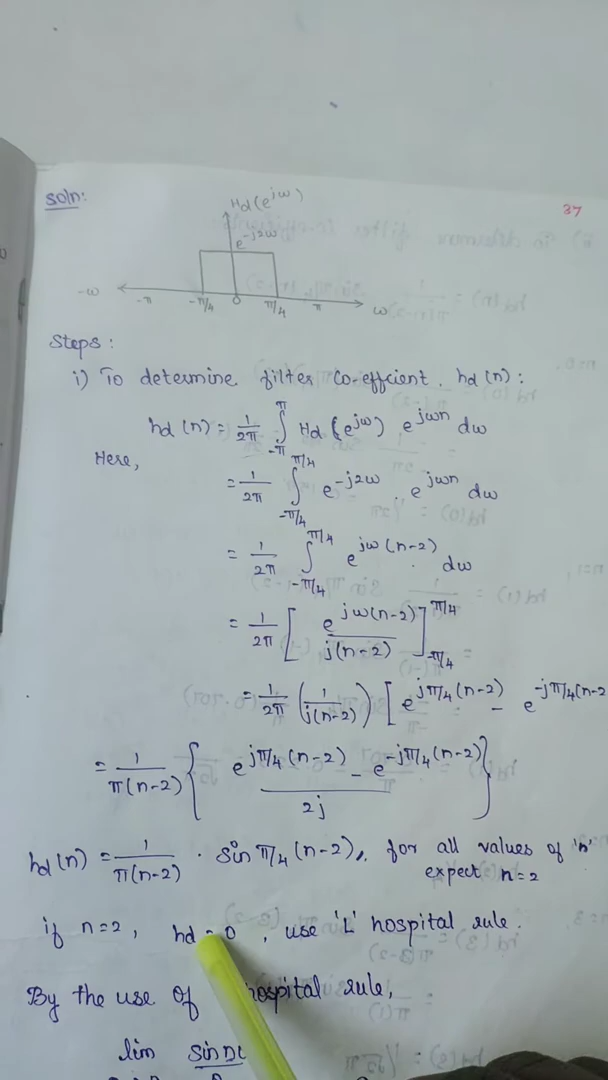 Soln:
37
Hd(e^jω)
e^-j2ω
-ω -π -π/4 0 π/4 π ω
Steps:
i) To determine filter co-effcient. hd(n):
hd(n) = 1/2π ∫_-π^π Hd(e^jω) e^jωn dω
Here,
= 1/2π ∫_-π/4^π/4 e^-j2ω . e^jωn dω
= 1/2π ∫_-π/4^π/4 e^jω(n-2) . dω
= 1/2π [e^jω(n-2) / j(n-2)]_-π/4^π/4
= 1/2π (1/j(n-2)) [e^jπ/4(n-2) - e^-jπ/4(n-2
= 1/π(n-2) {e^jπ/4(n-2) - e^-jπ/4(n-2) / 2j}
hd(n) = 1/π(n-2) . Sin π/4(n-2), for all values of 'n'
expect n=2
if n=2, hd = 0, use 'L' hospital rule.
By the use of hospital rule,
lim